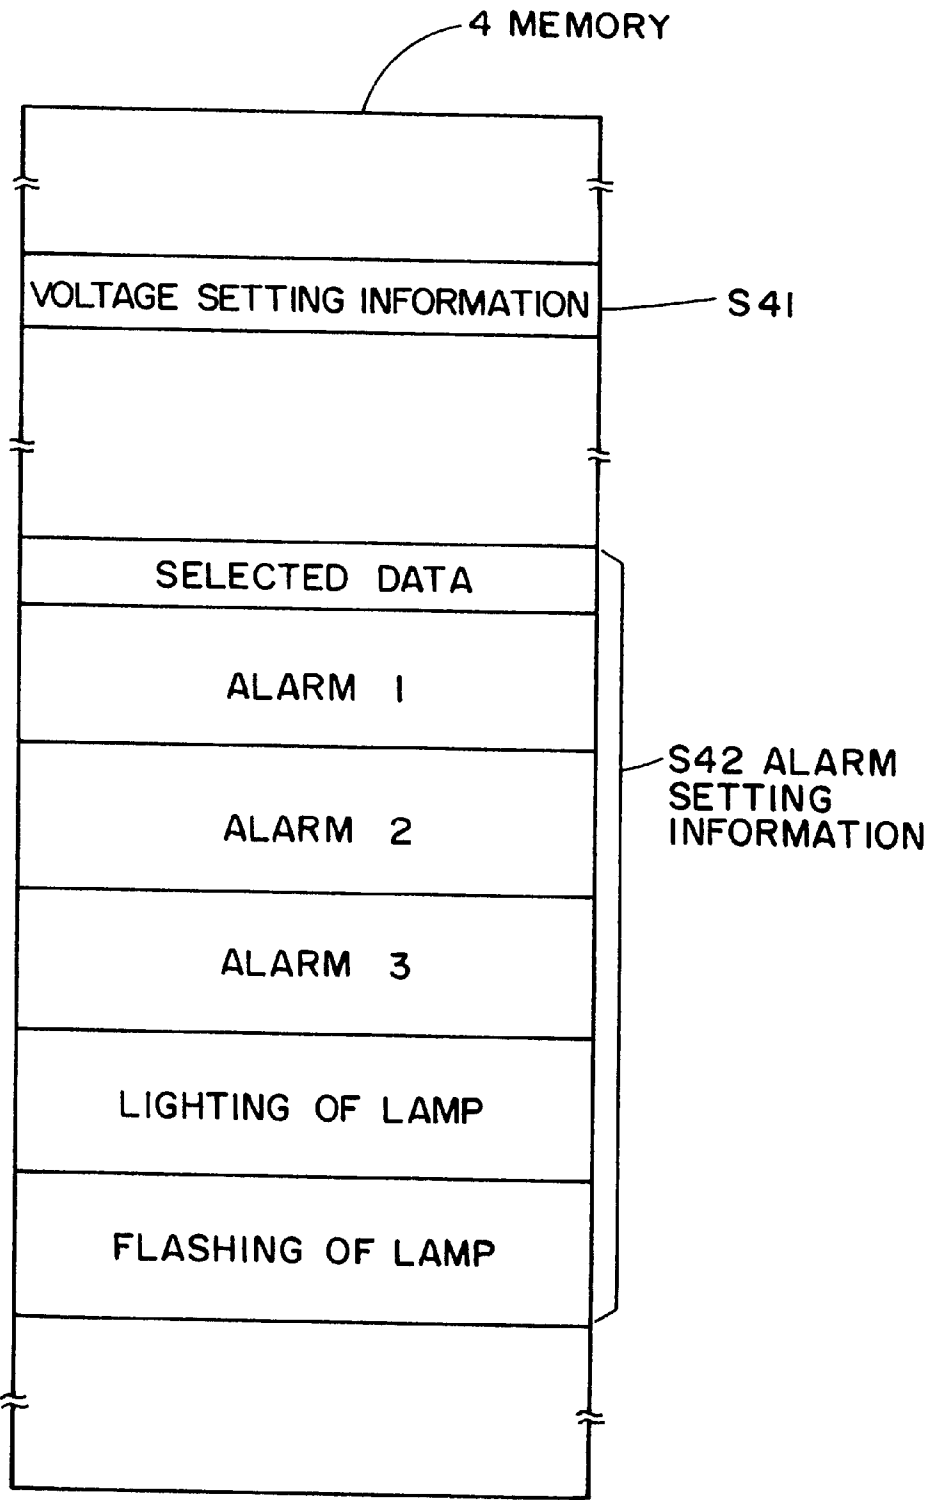 4 MEMORY
VOLTAGE SETTING INFORMATION
S41
SELECTED DATA
ALARM 1
ALARM 2
ALARM 3
LIGHTING OF LAMP
FLASHING OF LAMP
S42 ALARM
SETTING
INFORMATION